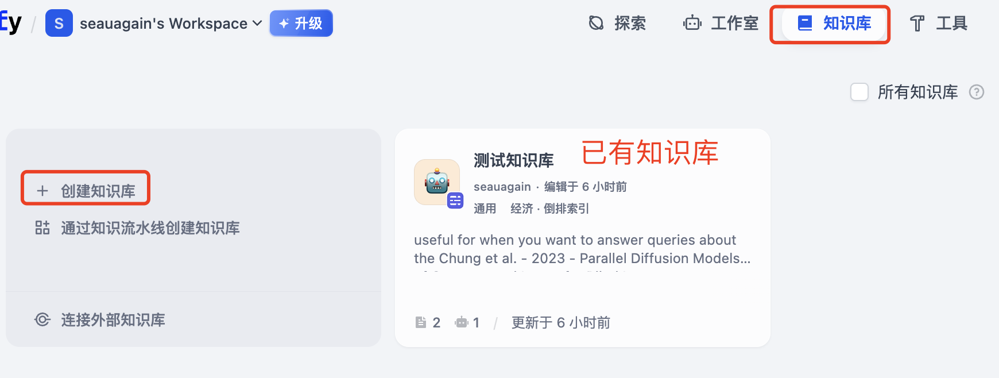 S seauagain's Workspace 升级 探索 工作室 知识库 工具
所有知识库
测试知识库 已有知识库
seauagain · 编辑于 6 小时前
通用 经济 · 倒排索引
+ 创建知识库
通过知识流水线创建知识库
useful for when you want to answer queries about
the Chung et al. - 2023 - Parallel Diffusion Models...
连接外部知识库
2 1 / 更新于 6 小时前